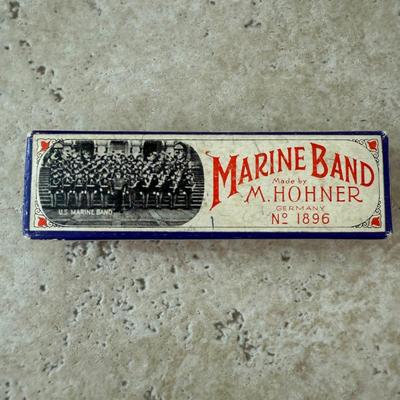 U.S. MARINE BAND
MARINE BAND
Made by
M. HOHNER
GERMANY
Nº 1896